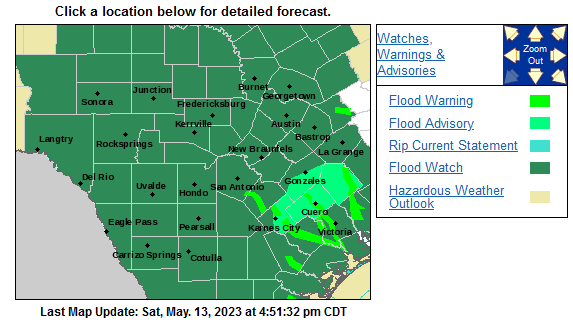 Click a location below for detailed forecast.
Watches,
Warnings &
Advisories
Zoom
Out
Flood Warning
Flood Advisory
Rip Current Statement
Flood Watch
Hazardous Weather
Outlook
Burnet
Junction
Georgetown
Sonora
Fredericksburg
Kerrville
Austin
Bastrop
Rocksprings
Langtry
New Braunfels
La Grange
Del Rio
Uvalde
Hondo
San Antonio
Gonzales
Cuero
Eagle Pass
Pearsall
Karnes City
Victoria
Carrizo Springs
Cotulla
Last Map Update: Sat, May. 13, 2023 at 4:51:32 pm CDT